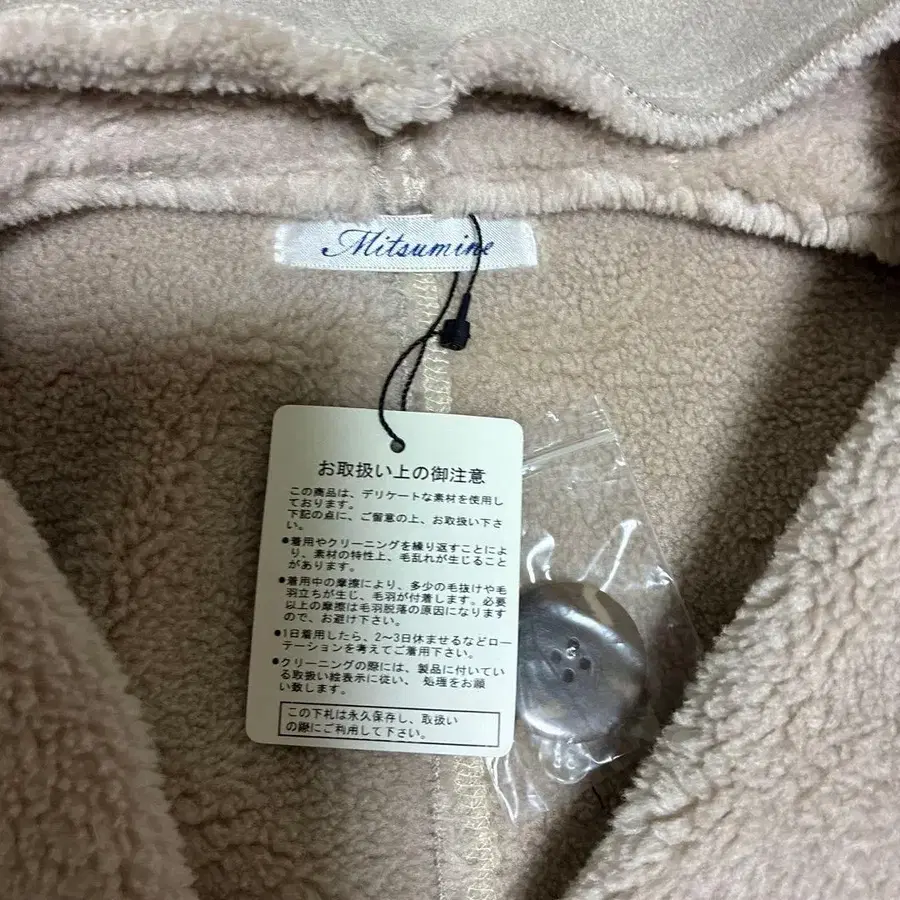 Mitsumine
お取扱い上の御注意
この商品は、デリケートな素材を使用し
ております。
下記の点に、ご留意の上、お取扱い下さ
い。
●着用やクリーニングを繰り返すことによ
り、素材の特性上、毛乱れが生じること
があります。
●着用中の摩擦により、多少の毛抜けや毛
羽立ちが生じ、毛羽が付着します。必要
以上の摩擦は毛羽脱落の原因になります
ので、お避け下さい。
●1日着用したら、2〜3日休ませるなどロー
テーションを考えてご着用下さい。
●クリーニングの際には、製品に付いてい
る取扱い絵表示に従い、 処理をお願
い致します。
この下札は永久保存し、取扱い
の際にご利用して下さい。